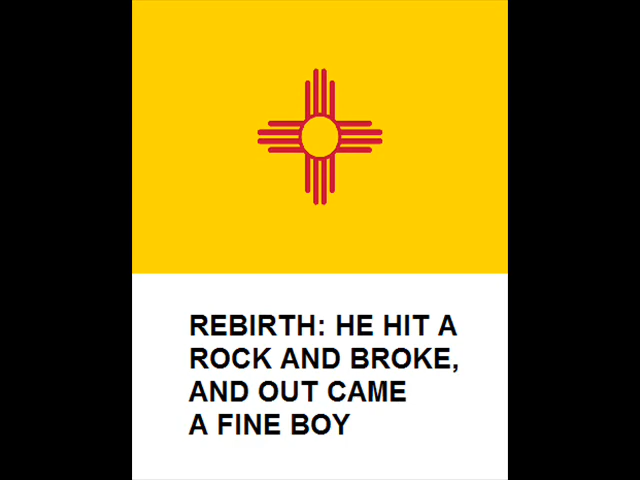 REBIRTH: HE HIT A
ROCK AND BROKE,
AND OUT CAME
A FINE BOY